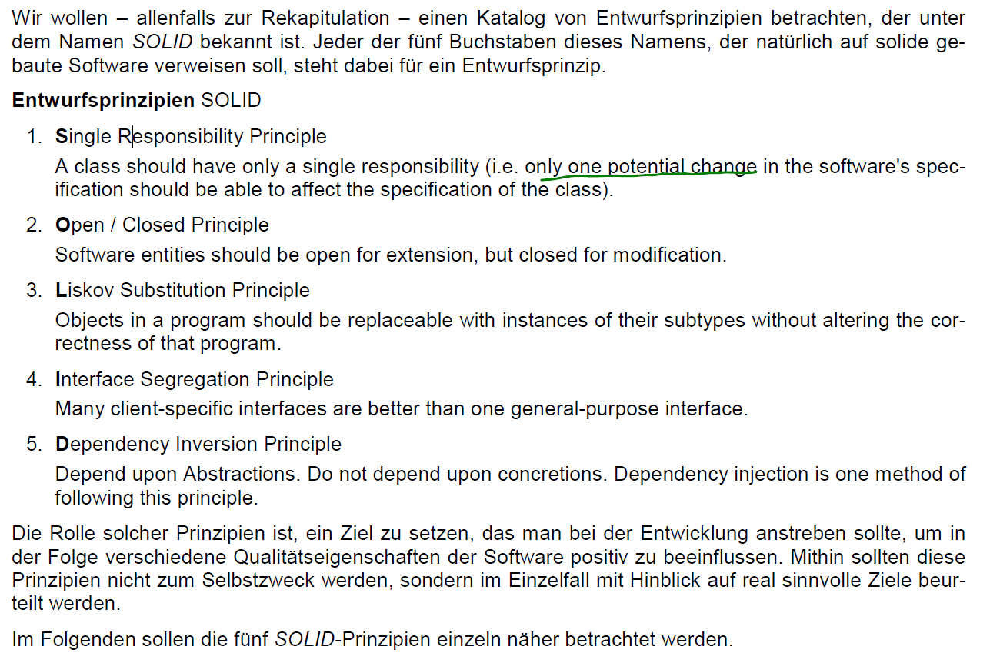 Wir wollen – allenfalls zur Rekapitulation – einen Katalog von Entwurfsprinzipien betrachten, der unter
dem Namen SOLID bekannt ist. Jeder der fünf Buchstaben dieses Namens, der natürlich auf solide ge-
baute Software verweisen soll, steht dabei für ein Entwurfsprinzip.
Entwurfsprinzipien SOLID
1. Single Responsibility Principle
A class should have only a single responsibility (i.e. only one potential change in the software's spec-
ification should be able to affect the specification of the class).
2. Open / Closed Principle
Software entities should be open for extension, but closed for modification.
3. Liskov Substitution Principle
Objects in a program should be replaceable with instances of their subtypes without altering the cor-
rectness of that program.
4. Interface Segregation Principle
Many client-specific interfaces are better than one general-purpose interface.
5. Dependency Inversion Principle
Depend upon Abstractions. Do not depend upon concretions. Dependency injection is one method of
following this principle.
Die Rolle solcher Prinzipien ist, ein Ziel zu setzen, das man bei der Entwicklung anstreben sollte, um in
der Folge verschiedene Qualitätseigenschaften der Software positiv zu beeinflussen. Mithin sollten diese
Prinzipien nicht zum Selbstzweck werden, sondern im Einzelfall mit Hinblick auf real sinnvolle Ziele beur-
teilt werden.
Im Folgenden sollen die fünf SOLID-Prinzipien einzeln näher betrachtet werden.